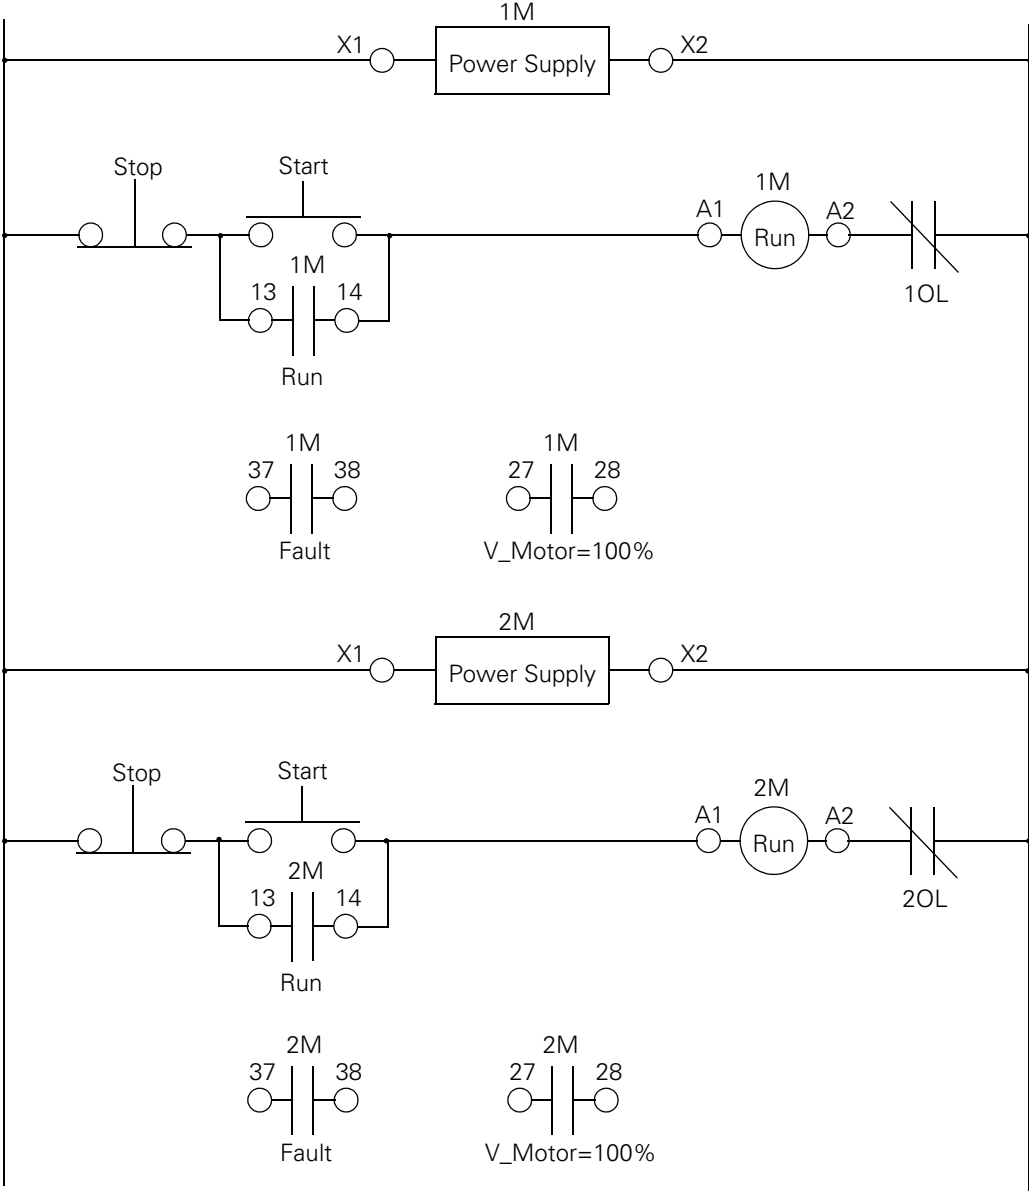 1M
X1 Power Supply X2
Stop Start 1M
A1 Run A2
1M
13 14
1OL
Run
1M 1M
37 38 27 28
Fault V_Motor=100%
2M
X1 Power Supply X2
Stop Start 2M
A1 Run A2
2M
13 14
2OL
Run
2M 2M
37 38 27 28
Fault V_Motor=100%